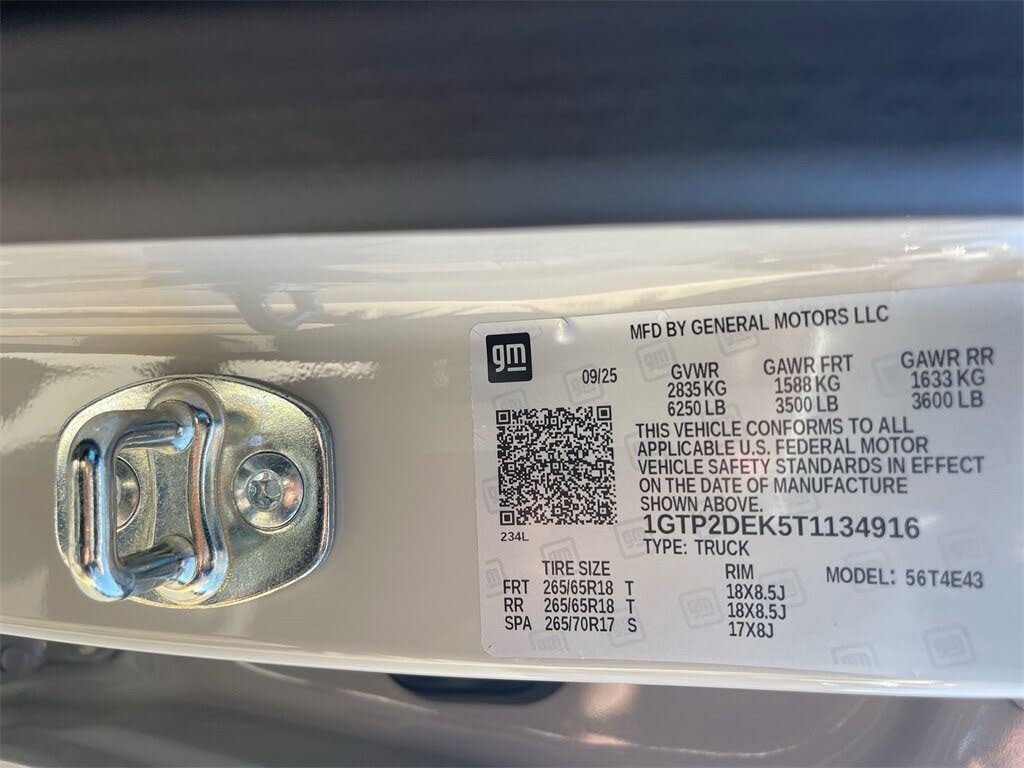 gm
MFD BY GENERAL MOTORS LLC
09/25
GVWR GAWR FRT GAWR RR
2835 KG 1588 KG 1633 KG
6250 LB 3500 LB 3600 LB
THIS VEHICLE CONFORMS TO ALL
APPLICABLE U.S. FEDERAL MOTOR
VEHICLE SAFETY STANDARDS IN EFFECT
ON THE DATE OF MANUFACTURE
SHOWN ABOVE.
234L
1GTP2DEK5T1134916
TYPE: TRUCK
MODEL: 56T4E43
TIRE SIZE RIM
FRT 265/65R18 T 18X8.5J
RR 265/65R18 T 18X8.5J
SPA 265/70R17 S 17X8J